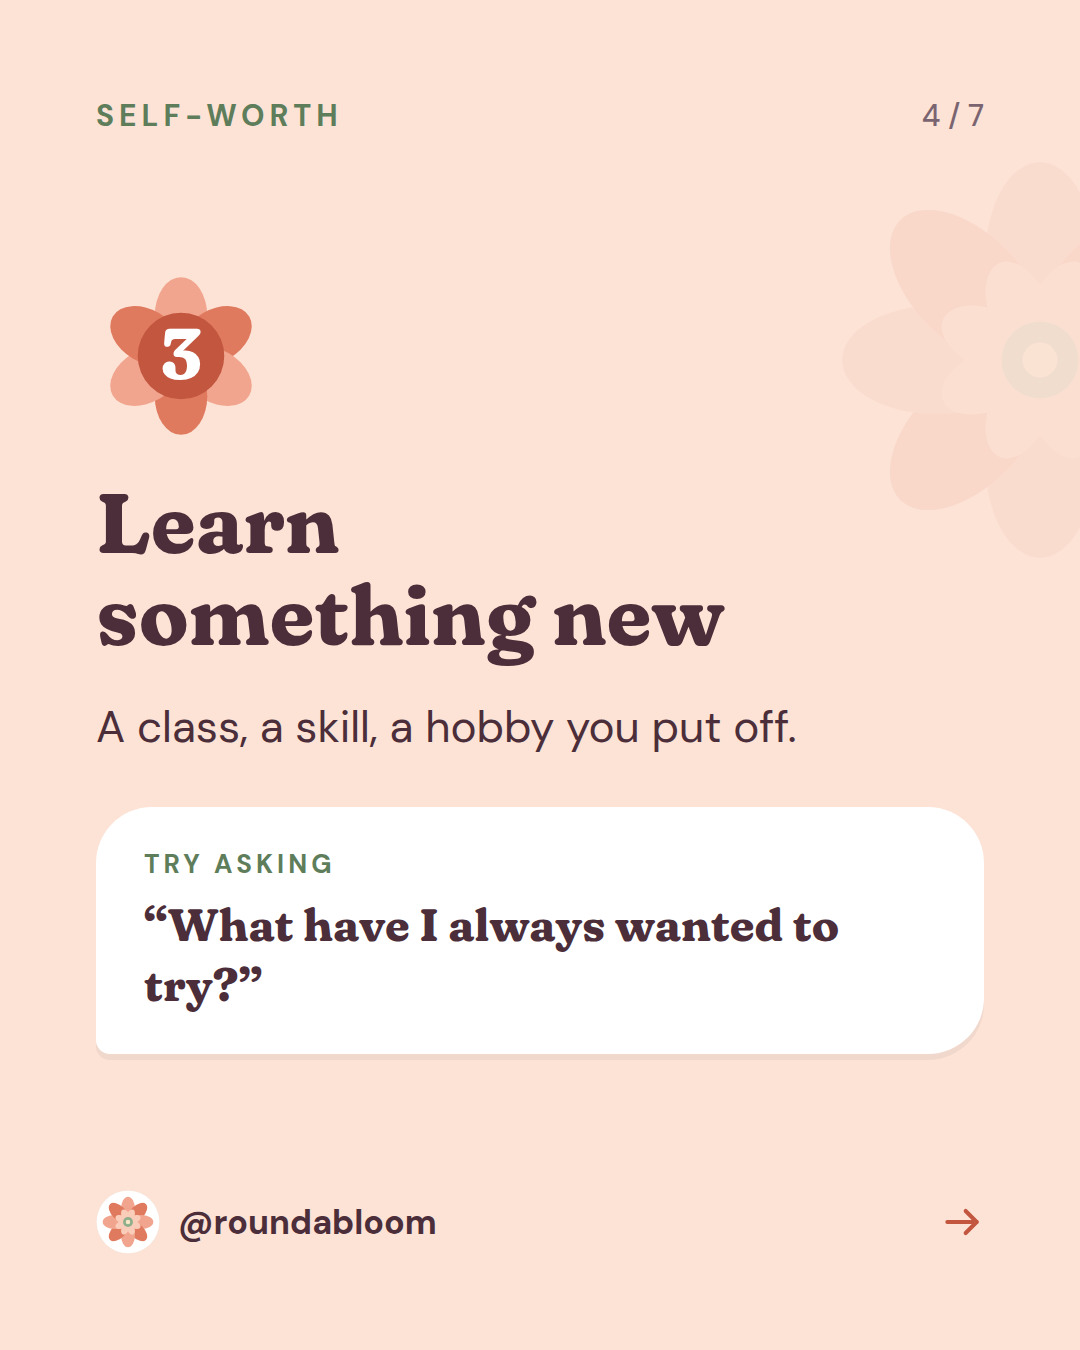 SELF-WORTH
4 / 7
3
Learn
something new
A class, a skill, a hobby you put off.
TRY ASKING
“What have I always wanted to
try?”
@roundabloom